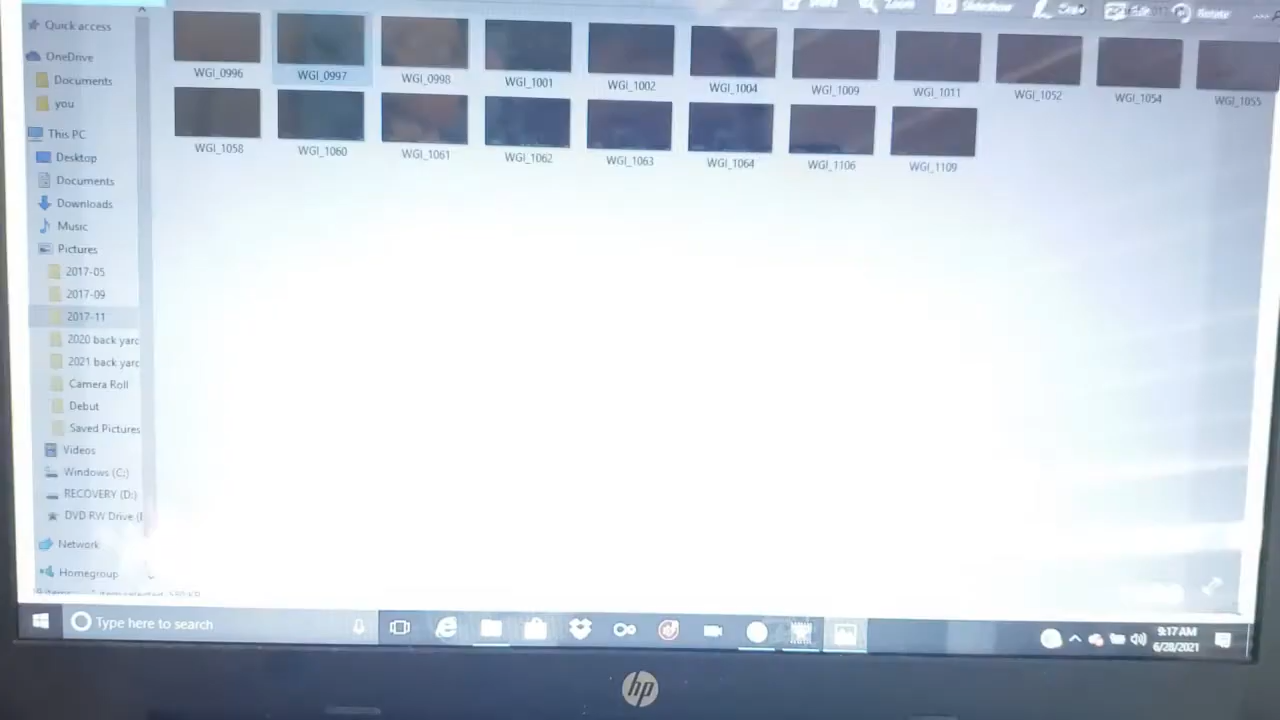 Zoom
Slideshow
Rotate
Quick access
OneDrive
Documents
you
This PC
Desktop
Documents
Downloads
Music
Pictures
2017-05
2017-09
2017-11
2020 back yarc
2021 back yarc
Camera Roll
Debut
Saved Pictures
Videos
Windows (C:)
RECOVERY (D:)
DVD RW Drive (
Network
Homegroup
WGI_0996
WGI_0997
WGI_0998
WGI_1001
WGI_1002
WGI_1004
WGI_1009
WGI_1011
WGI_1052
WGI_1054
WGI_1055
WGI_1058
WGI_1060
WGI_1061
WGI_1062
WGI_1063
WGI_1064
WGI_1106
WGI_1109
Type here to search
9:17 AM
6/28/2021
hp